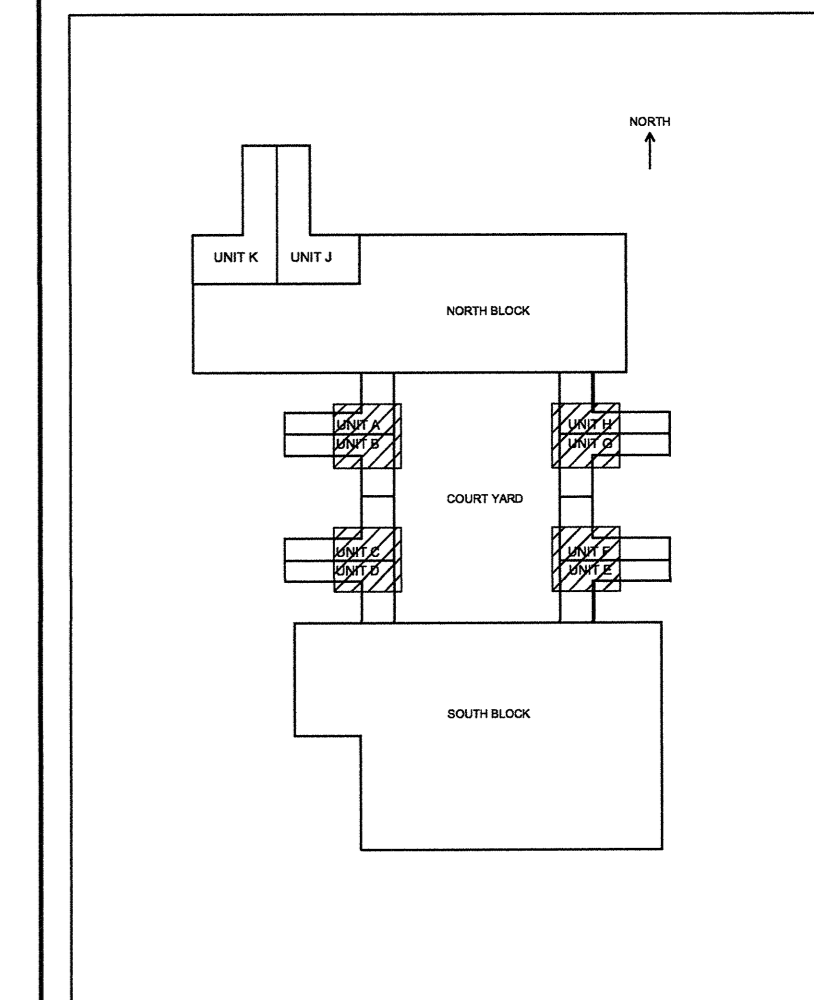 NORTH
UNIT K
UNIT J
NORTH BLOCK
UNIT A
UNIT H
UNIT B
UNIT G
COURT YARD
UNIT C
UNIT F
UNIT D
UNIT E
SOUTH BLOCK